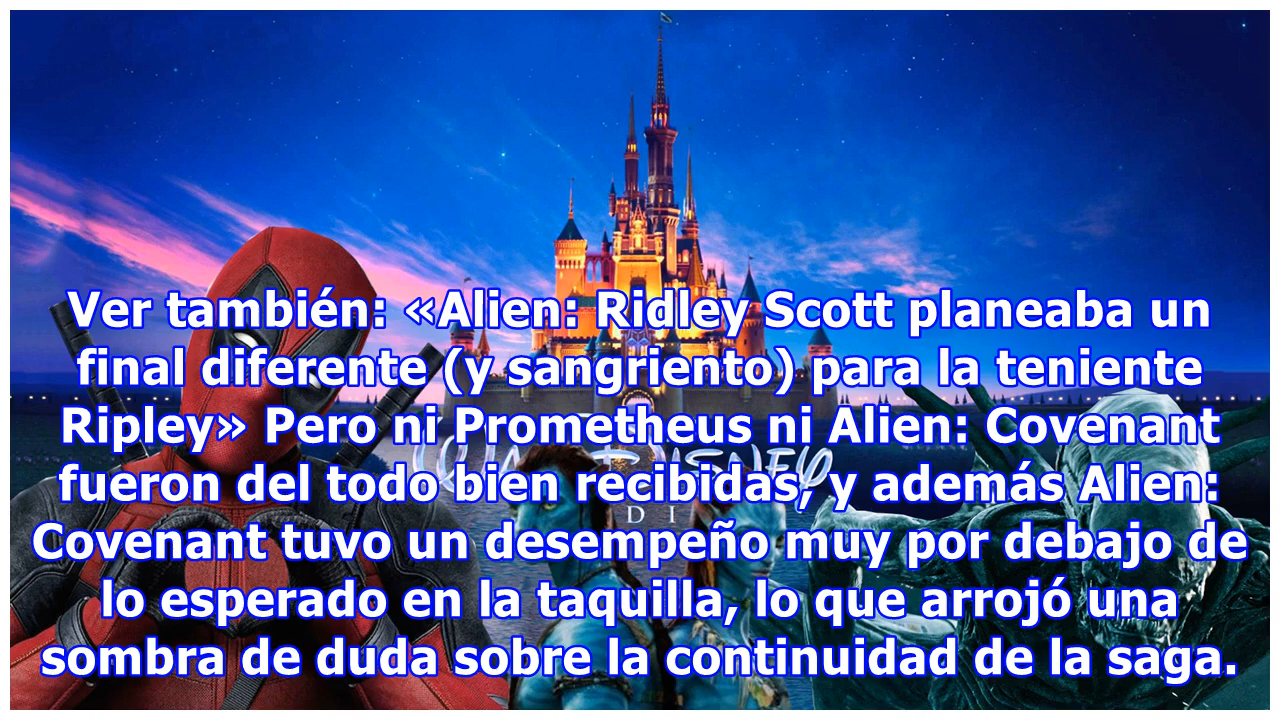 Ver también: «Alien: Ridley Scott planeaba un
final diferente (y sangriento) para la teniente
Ripley» Pero ni Prometheus ni Alien: Covenant
fueron del todo bien recibidas, y además Alien:
Covenant tuvo un desempeño muy por debajo de
lo esperado en la taquilla, lo que arrojó una
sombra de duda sobre la continuidad de la saga.
DISNEY